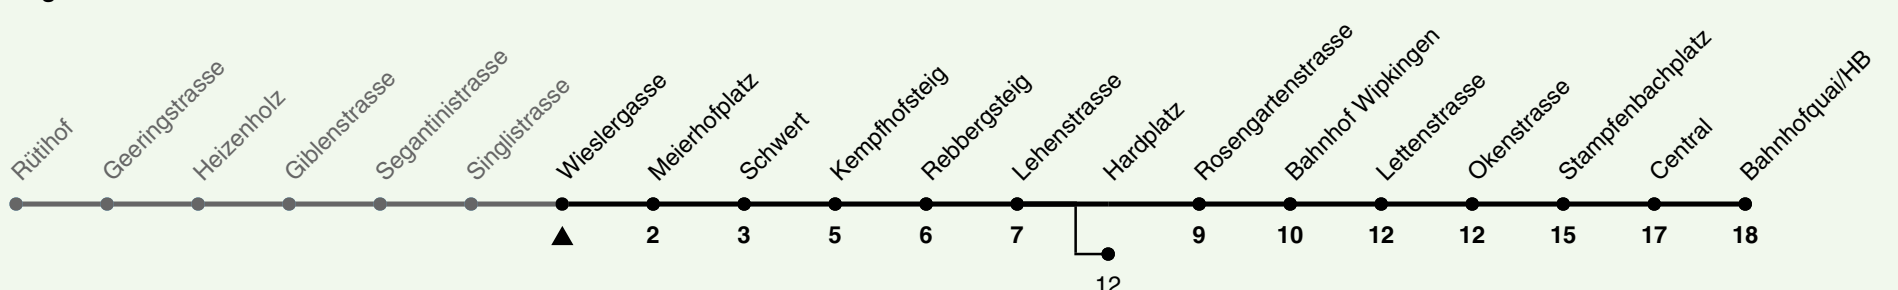 Rütihof
Geeringstrasse
Heizenholz
Giblenstrasse
Segantinistrasse
Singlistrasse
Wieslergasse
Meierhofplatz
Schwert
Kempfhofsteig
Rebbergsteig
Lehenstrasse
Hardplatz
Rosengartenstrasse
Bahnhof Wipkingen
Lettenstrasse
Okenstrasse
Stampfenbachplatz
Central
Bahnhofquai/HB
2 3 5 6 7 9 10 12 12 15 17 18
12